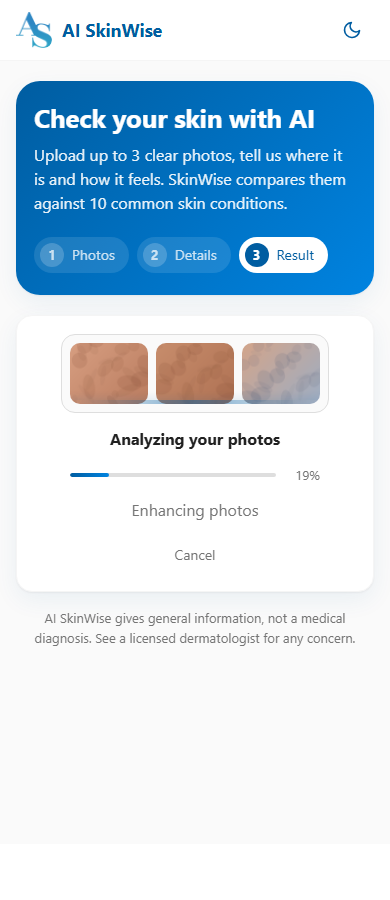 AS AI SkinWise
Check your skin with AI
Upload up to 3 clear photos, tell us where it
is and how it feels. SkinWise compares them
against 10 common skin conditions.
1 Photos 2 Details 3 Result
Analyzing your photos
19%
Enhancing photos
Cancel
AI SkinWise gives general information, not a medical
diagnosis. See a licensed dermatologist for any concern.